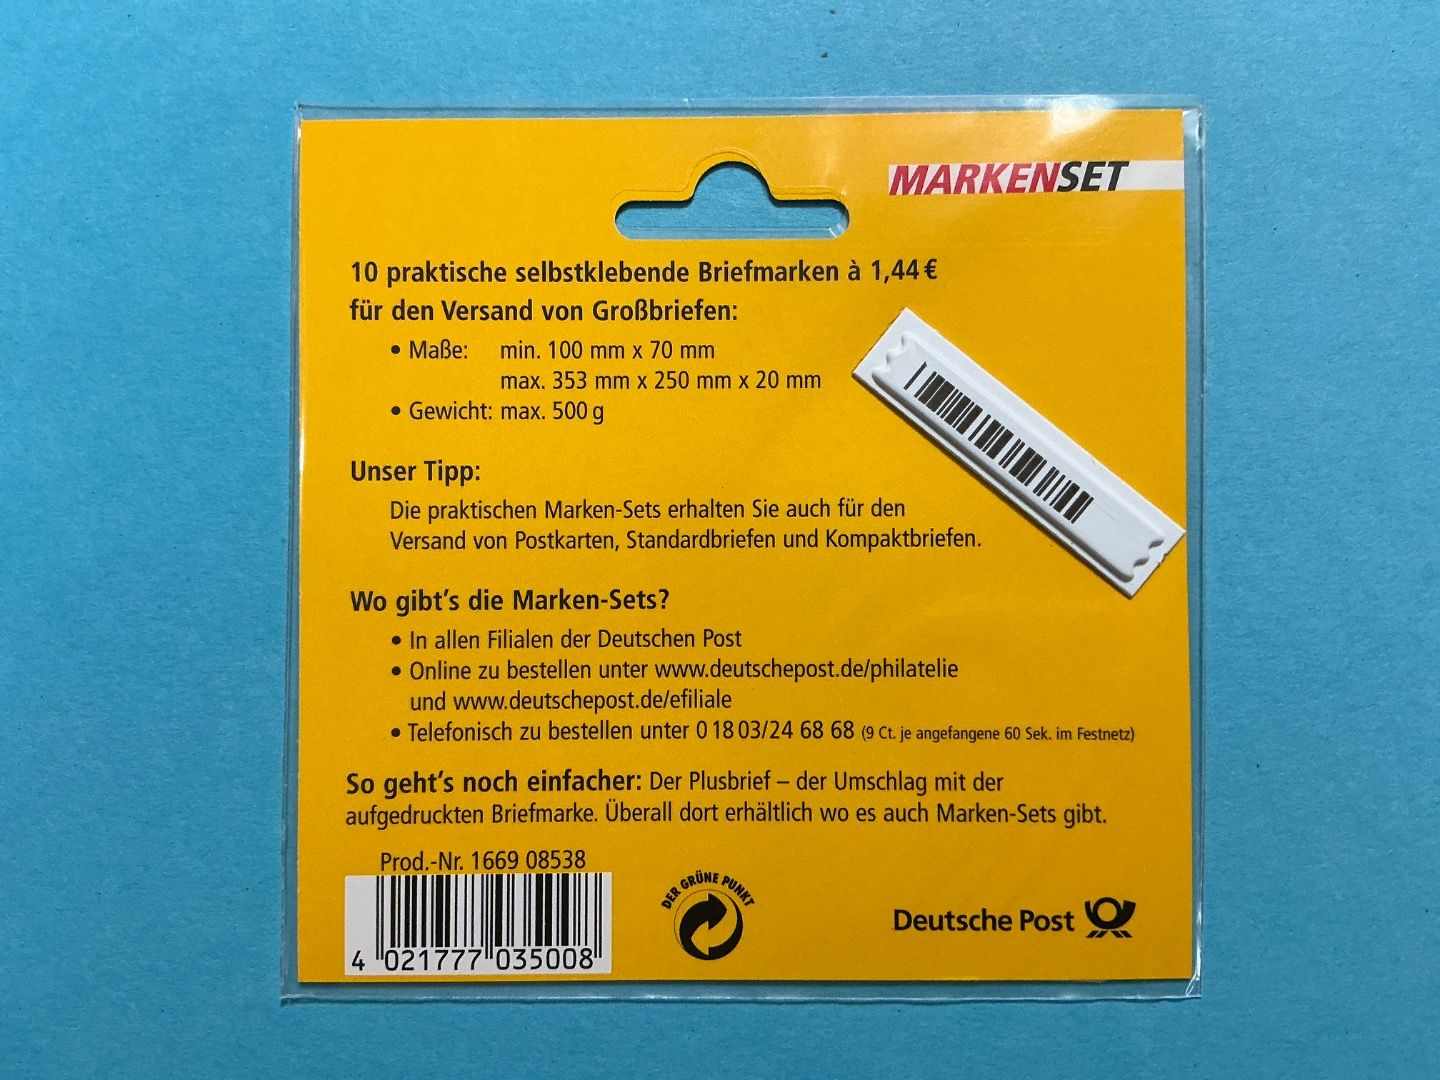 MARKENSET
10 praktische selbstklebende Briefmarken à 1,44 €
für den Versand von Großbriefen:
• Maße: min. 100 mm x 70 mm
max. 353 mm x 250 mm x 20 mm
• Gewicht: max. 500 g
Unser Tipp:
Die praktischen Marken-Sets erhalten Sie auch für den
Versand von Postkarten, Standardbriefen und Kompaktbriefen.
Wo gibt's die Marken-Sets?
• In allen Filialen der Deutschen Post
• Online zu bestellen unter www.deutschepost.de/philatelie
und www.deutschepost.de/efiliale
• Telefonisch zu bestellen unter 0 18 03/24 68 68 (9 Ct. je angefangene 60 Sek. im Festnetz)
So geht's noch einfacher: Der Plusbrief – der Umschlag mit der
aufgedruckten Briefmarke. Überall dort erhältlich wo es auch Marken-Sets gibt.
Prod.-Nr. 1669 08538
4 021777 035008
DER GRÜNE PUNKT
Deutsche Post